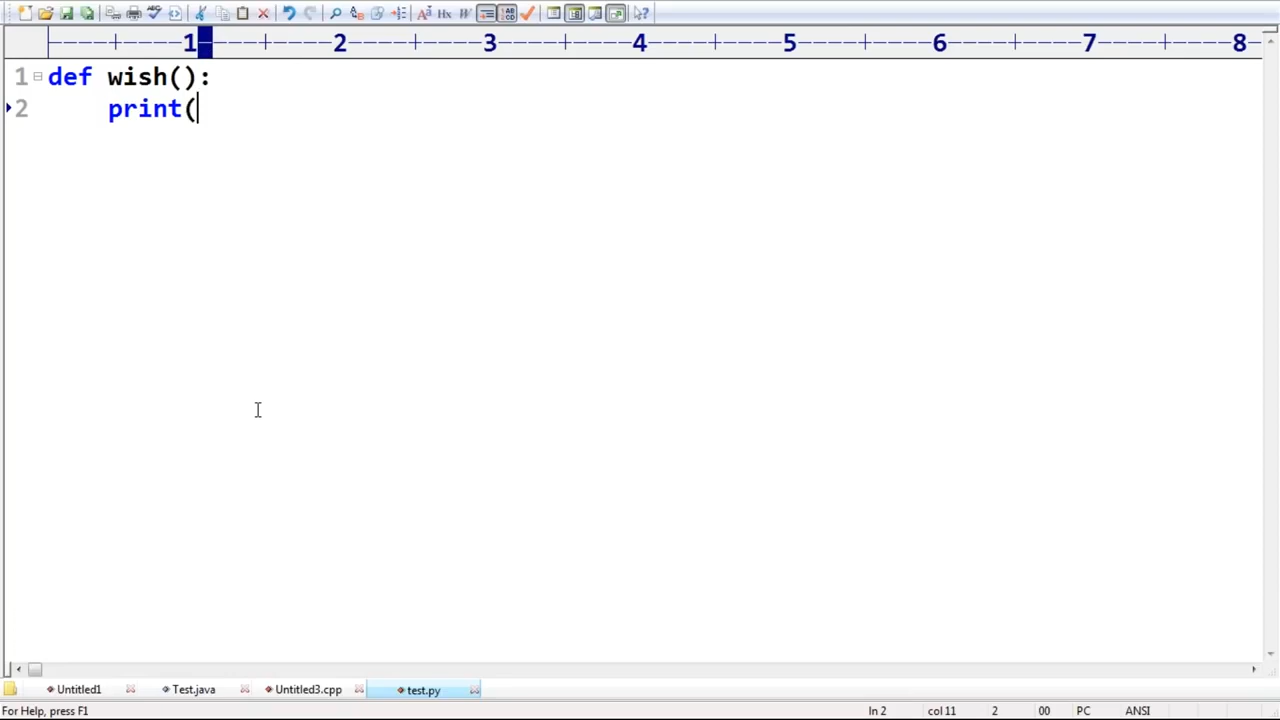 1 2 3 4 5 6 7 8
1 def wish():
2 print(
Untitled1 Test.java Untitled3.cpp test.py
For Help, press F1 ln 2 col 11 2 00 PC ANSI